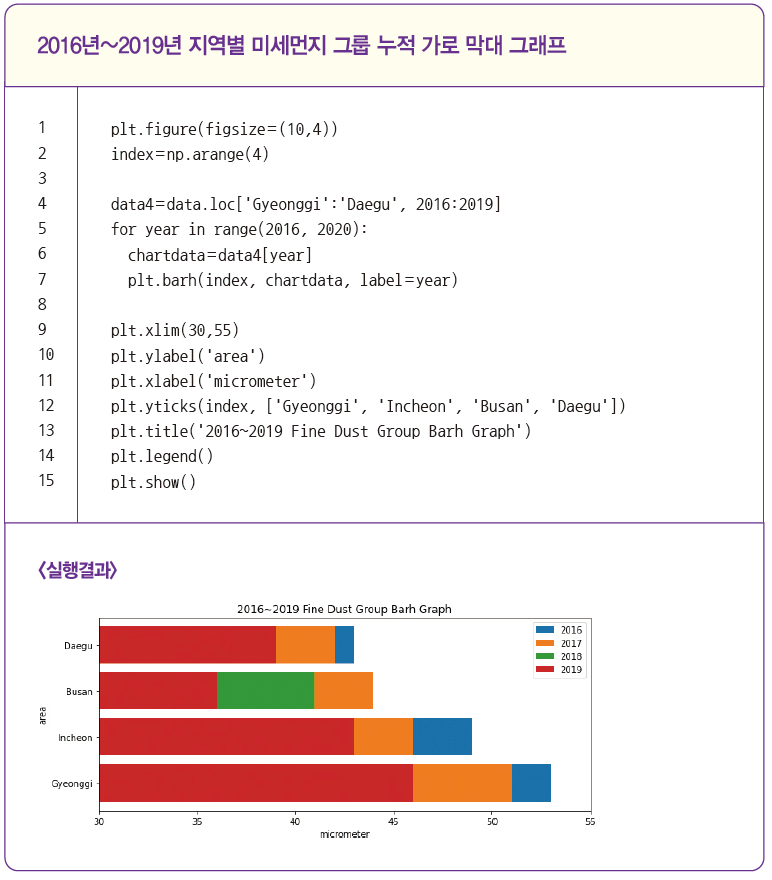 2016년~2019년 지역별 미세먼지 그룹 누적 가로 막대 그래프
1 plt.figure(figsize=(10,4))
2 index=np.arange(4)
3
4 data4=data.loc['Gyeonggi':'Daegu', 2016:2019]
5 for year in range(2016, 2020):
6 chartdata=data4[year]
7 plt.barh(index, chartdata, label=year)
8
9 plt.xlim(30,55)
10 plt.ylabel('area')
11 plt.xlabel('micrometer')
12 plt.yticks(index, ['Gyeonggi', 'Incheon', 'Busan', 'Daegu'])
13 plt.title('2016~2019 Fine Dust Group Barh Graph')
14 plt.legend()
15 plt.show()
〈실행결과〉
2016~2019 Fine Dust Group Barh Graph
2016
2017
2018
2019
Daegu
Busan
area
Incheon
Gyeonggi
30 35 40 45 50 55
micrometer